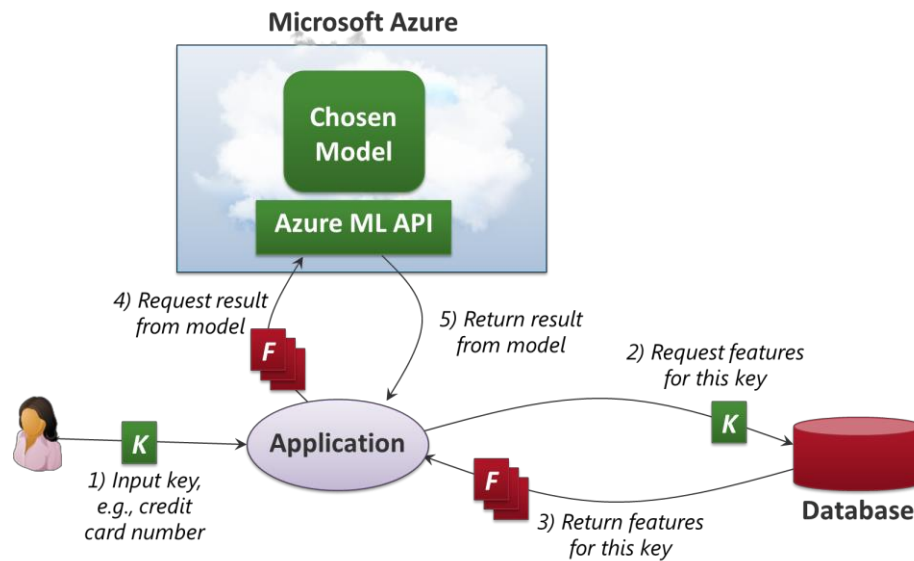 Microsoft Azure
Chosen
Model
Azure ML API
4) Request result
from model
5) Return result
from model
F
2) Request features
for this key
K
K
Application
1) Input key,
e.g., credit
card number
F
3) Return features
for this key
Database